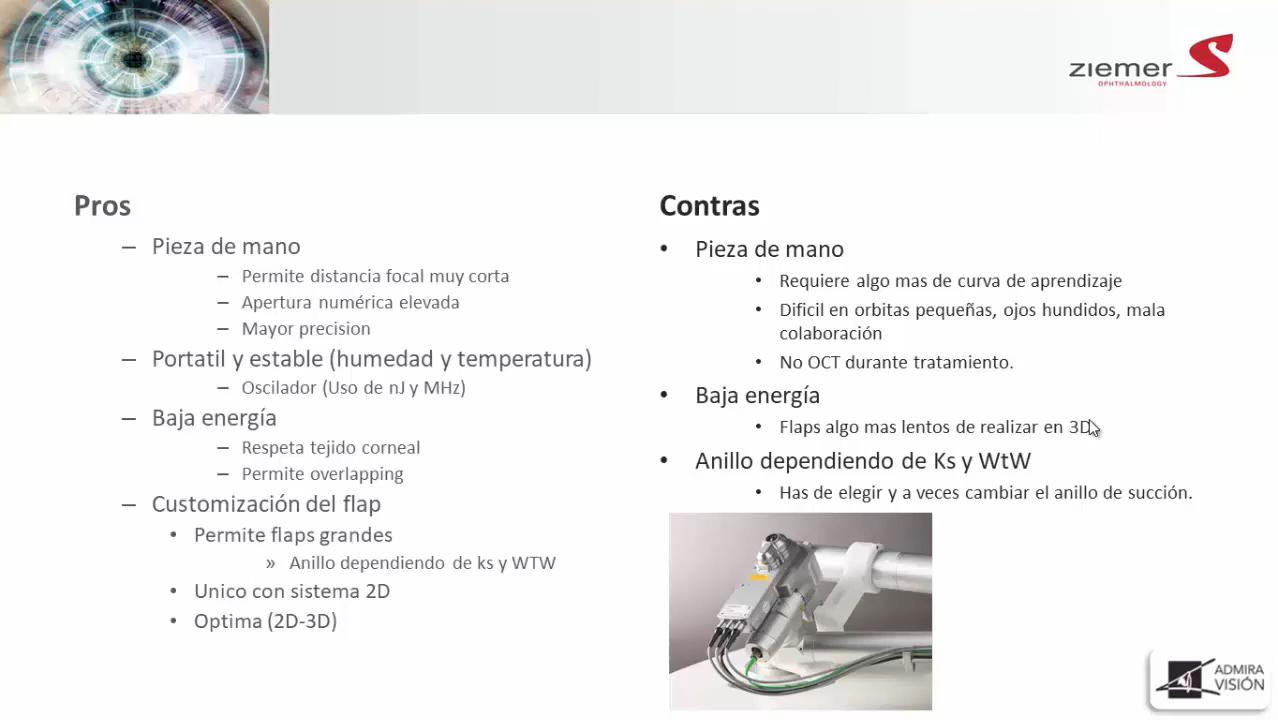 ziemer
OPHTHALMOLOGY
Pros
– Pieza de mano
– Permite distancia focal muy corta
– Apertura numérica elevada
– Mayor precision
– Portatil y estable (humedad y temperatura)
– Oscilador (Uso de nJ y MHz)
– Baja energía
– Respeta tejido corneal
– Permite overlapping
– Customización del flap
• Permite flaps grandes
» Anillo dependiendo de ks y WTW
• Unico con sistema 2D
• Optima (2D-3D)
Contras
• Pieza de mano
• Requiere algo mas de curva de aprendizaje
• Dificil en orbitas pequeñas, ojos hundidos, mala
colaboración
• No OCT durante tratamiento.
• Baja energía
• Flaps algo mas lentos de realizar en 3D
• Anillo dependiendo de Ks y WtW
• Has de elegir y a veces cambiar el anillo de succión.
ADMIRA
VISIÓN